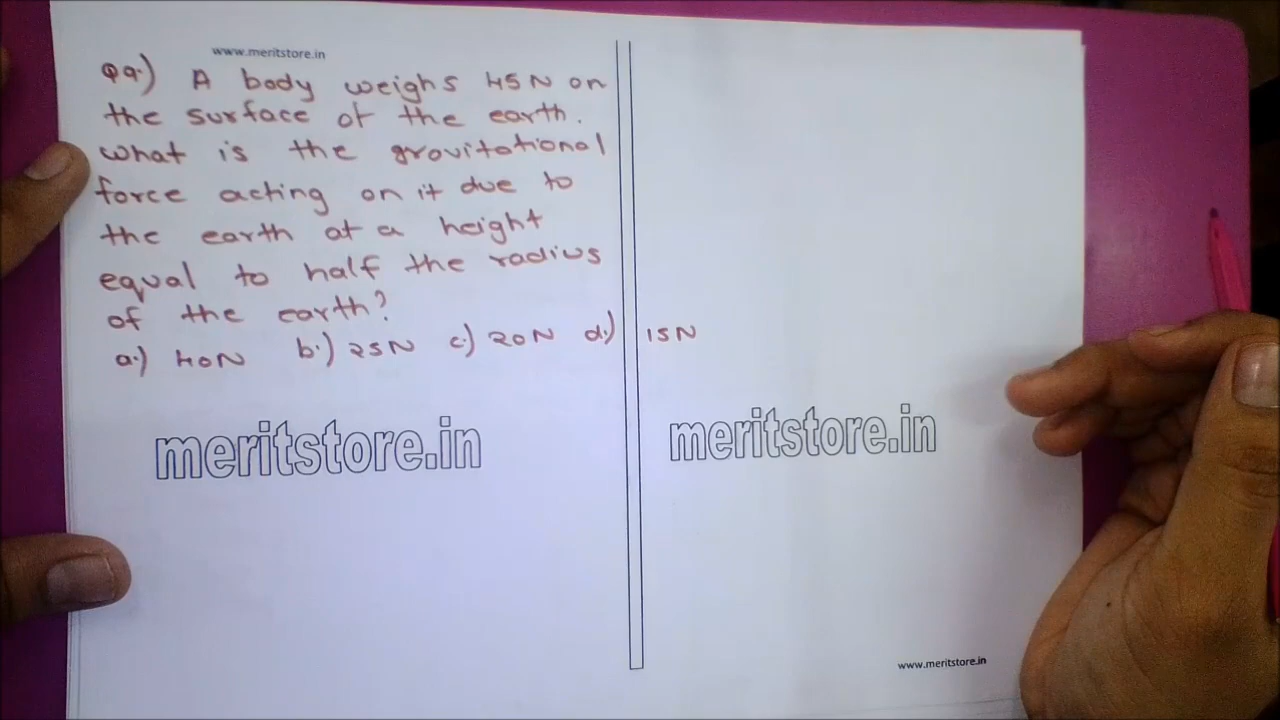 www.meritstore.in
Q9.) A body weighs 45N on
the surface of the earth.
what is the gravitational
force acting on it due to
the earth at a height
equal to half the radius
of the earth?
a.) 40N b.) 25N c.) 20N d.) 15N
meritstore.in meritstore.in
www.meritstore.in